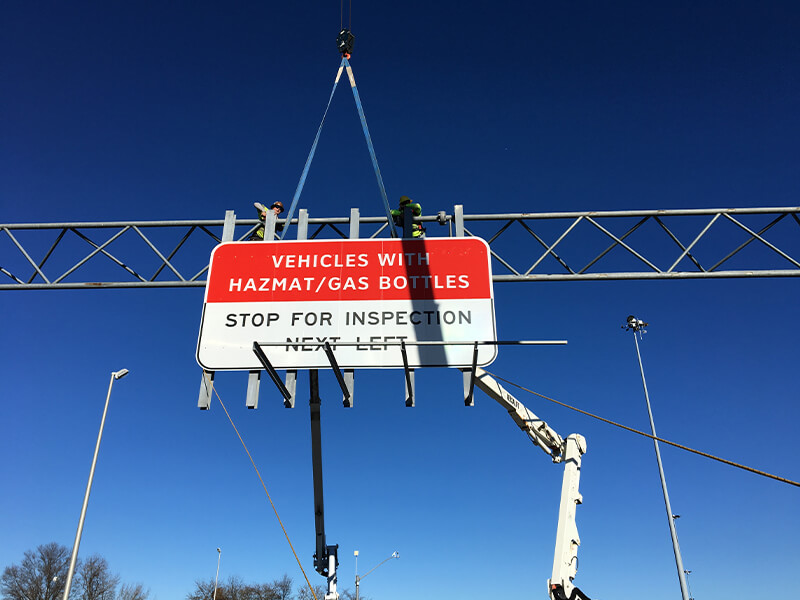 VEHICLES WITH
HAZMAT/GAS BOTTLES
STOP FOR INSPECTION
NEXT LEFT